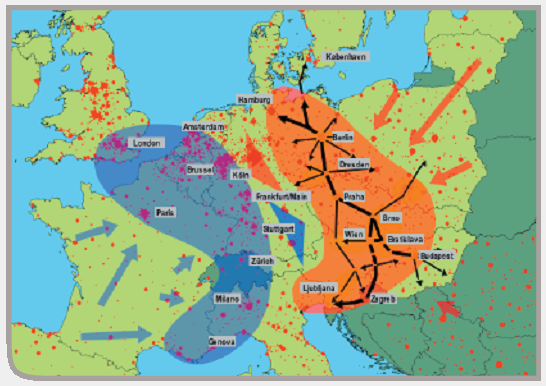 København
Hamburg
Amsterdam
Berlin
London
Dresden
Brussel
Köln
Frankfurt/Main
Praha
Paris
Brno
Stuttgart
Wien
Bratislava
Budapest
Zürich
Ljubljana
Milano
Zagreb
Genova